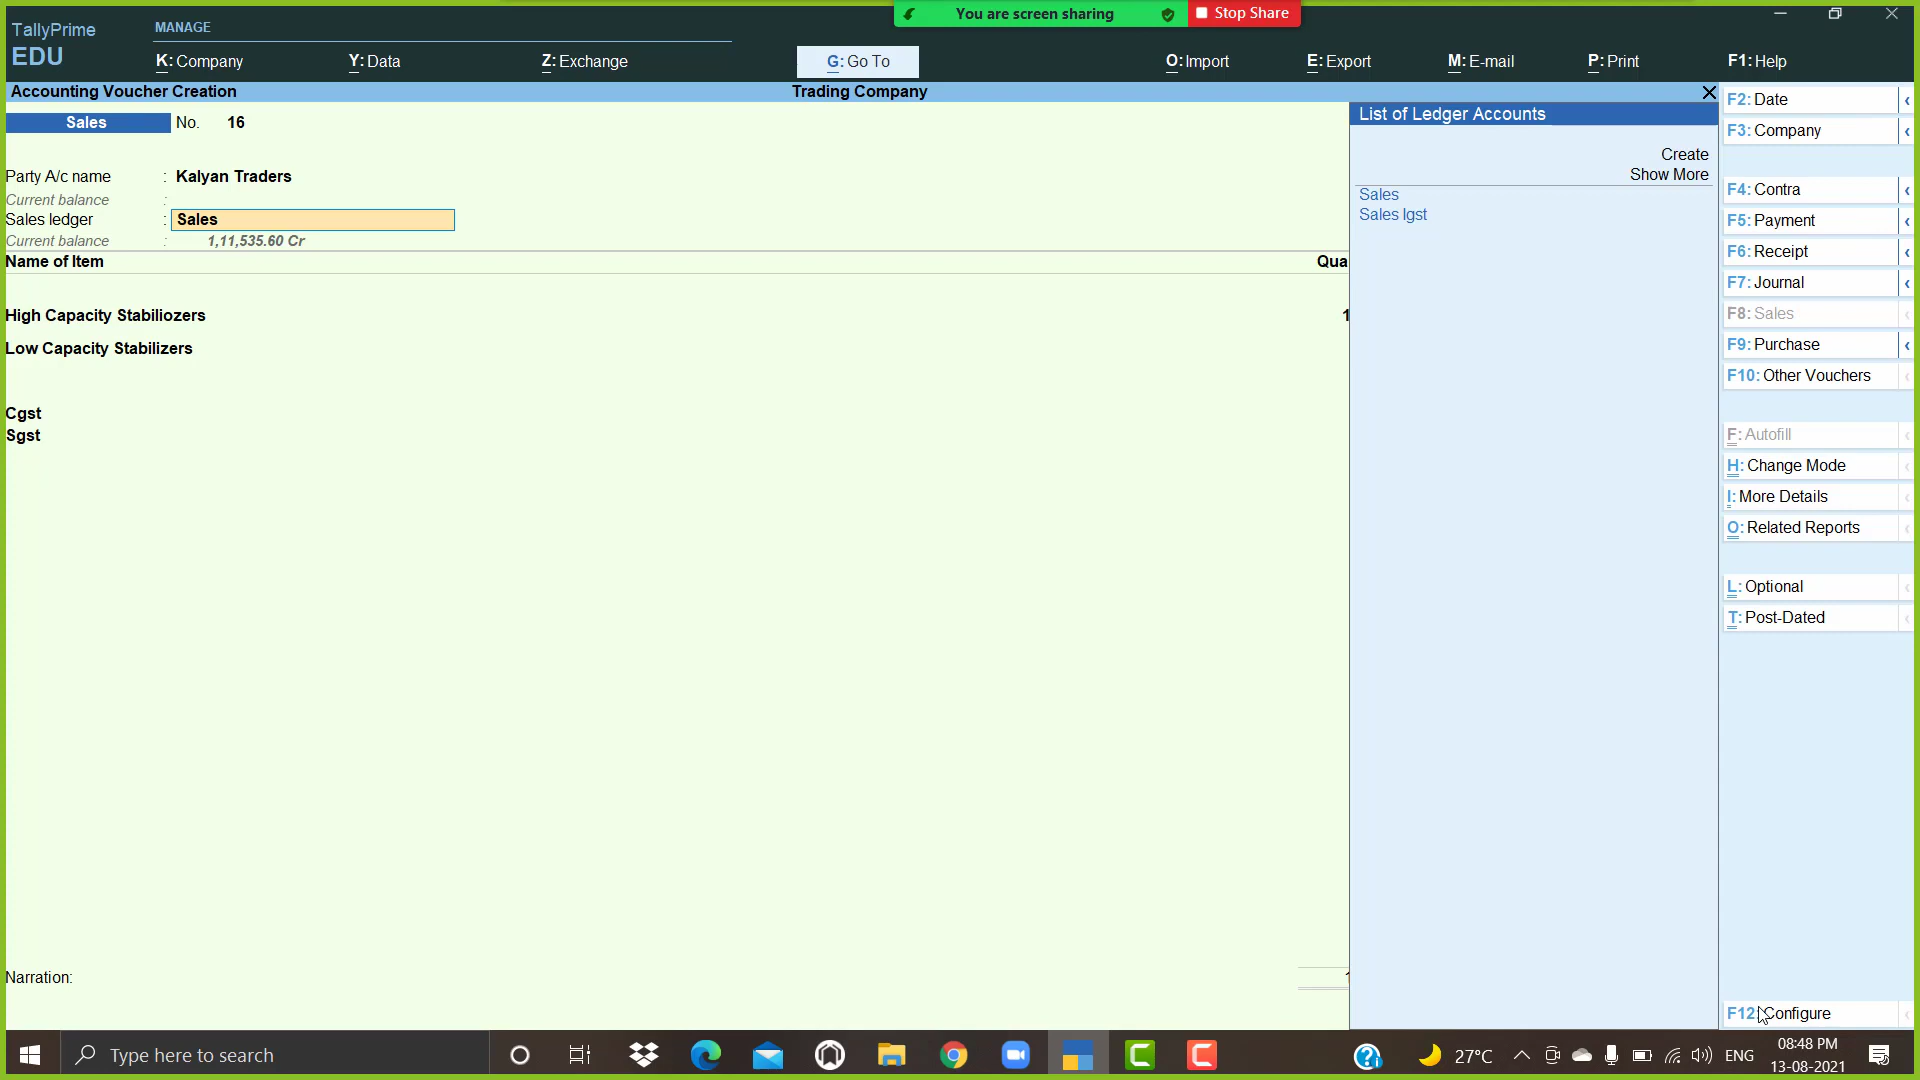 You are screen sharing
Stop Share
TallyPrime
EDU
MANAGE
K: Company
Y: Data
Z: Exchange
G: Go To
O: Import
E: Export
M: E-mail
P: Print
F1: Help
Accounting Voucher Creation
Trading Company
Sales No. 16
Party A/c name : Kalyan Traders
Current balance :
Sales ledger : Sales
Current balance : 1,11,535.60 Cr
Name of Item
Qua
High Capacity Stabiliozers
1
Low Capacity Stabilizers
Cgst
Sgst
Narration:
List of Ledger Accounts
Create
Show More
Sales
Sales Igst
F2: Date
F3: Company
F4: Contra
F5: Payment
F6: Receipt
F7: Journal
F8: Sales
F9: Purchase
F10: Other Vouchers
F: Autofill
H: Change Mode
I: More Details
O: Related Reports
L: Optional
T: Post-Dated
F12: Configure
Type here to search
27°C
ENG
08:48 PM
13-08-2021